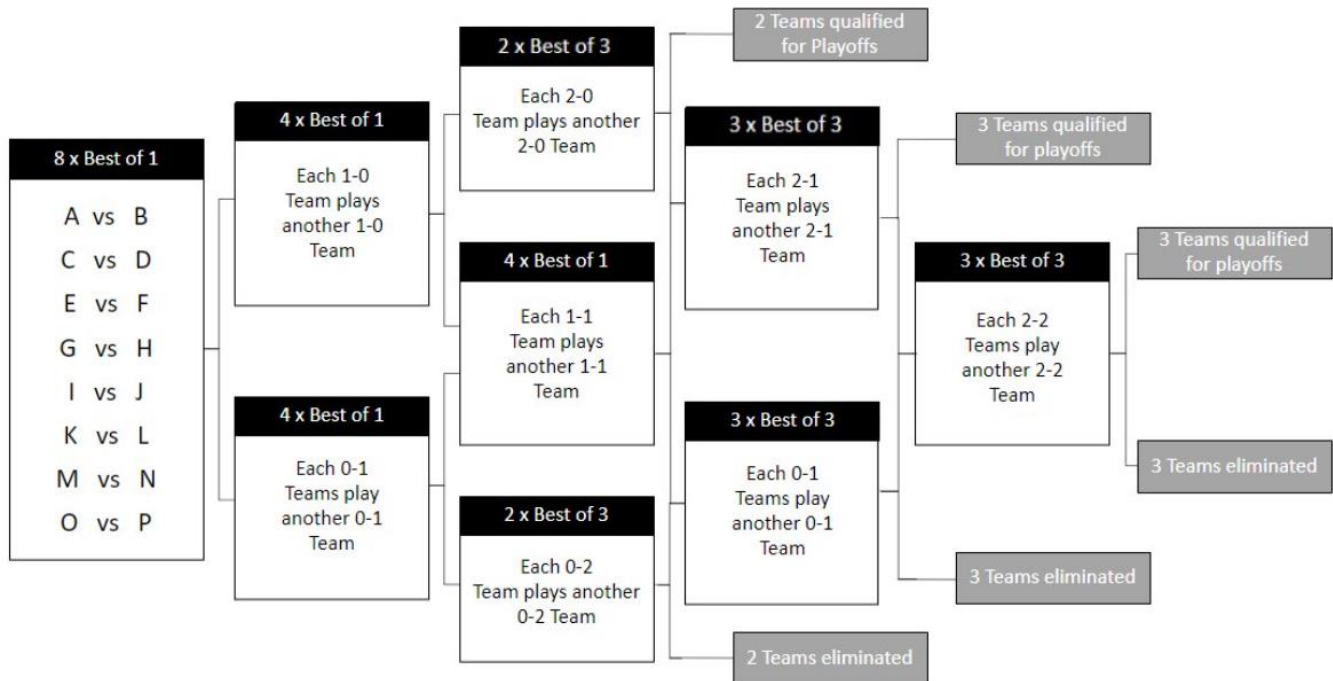 8 x Best of 1
A vs B
C vs D
E vs F
G vs H
I vs J
K vs L
M vs N
O vs P
4 x Best of 1
Each 1-0
Team plays
another 1-0
Team
4 x Best of 1
Each 0-1
Teams play
another 0-1
Team
2 x Best of 3
Each 2-0
Team plays another
2-0 Team
4 x Best of 1
Each 1-1
Team plays
another 1-1
Team
2 x Best of 3
Each 0-2
Team plays another
0-2 Team
2 Teams qualified
for Playoffs
3 x Best of 3
Each 2-1
Team plays
another 2-1
Team
3 x Best of 3
Each 0-1
Teams play
another 0-1
Team
2 Teams eliminated
3 Teams qualified
for playoffs
3 x Best of 3
Each 2-2
Teams play
another 2-2
Team
3 Teams eliminated
3 Teams qualified
for playoffs
3 Teams eliminated